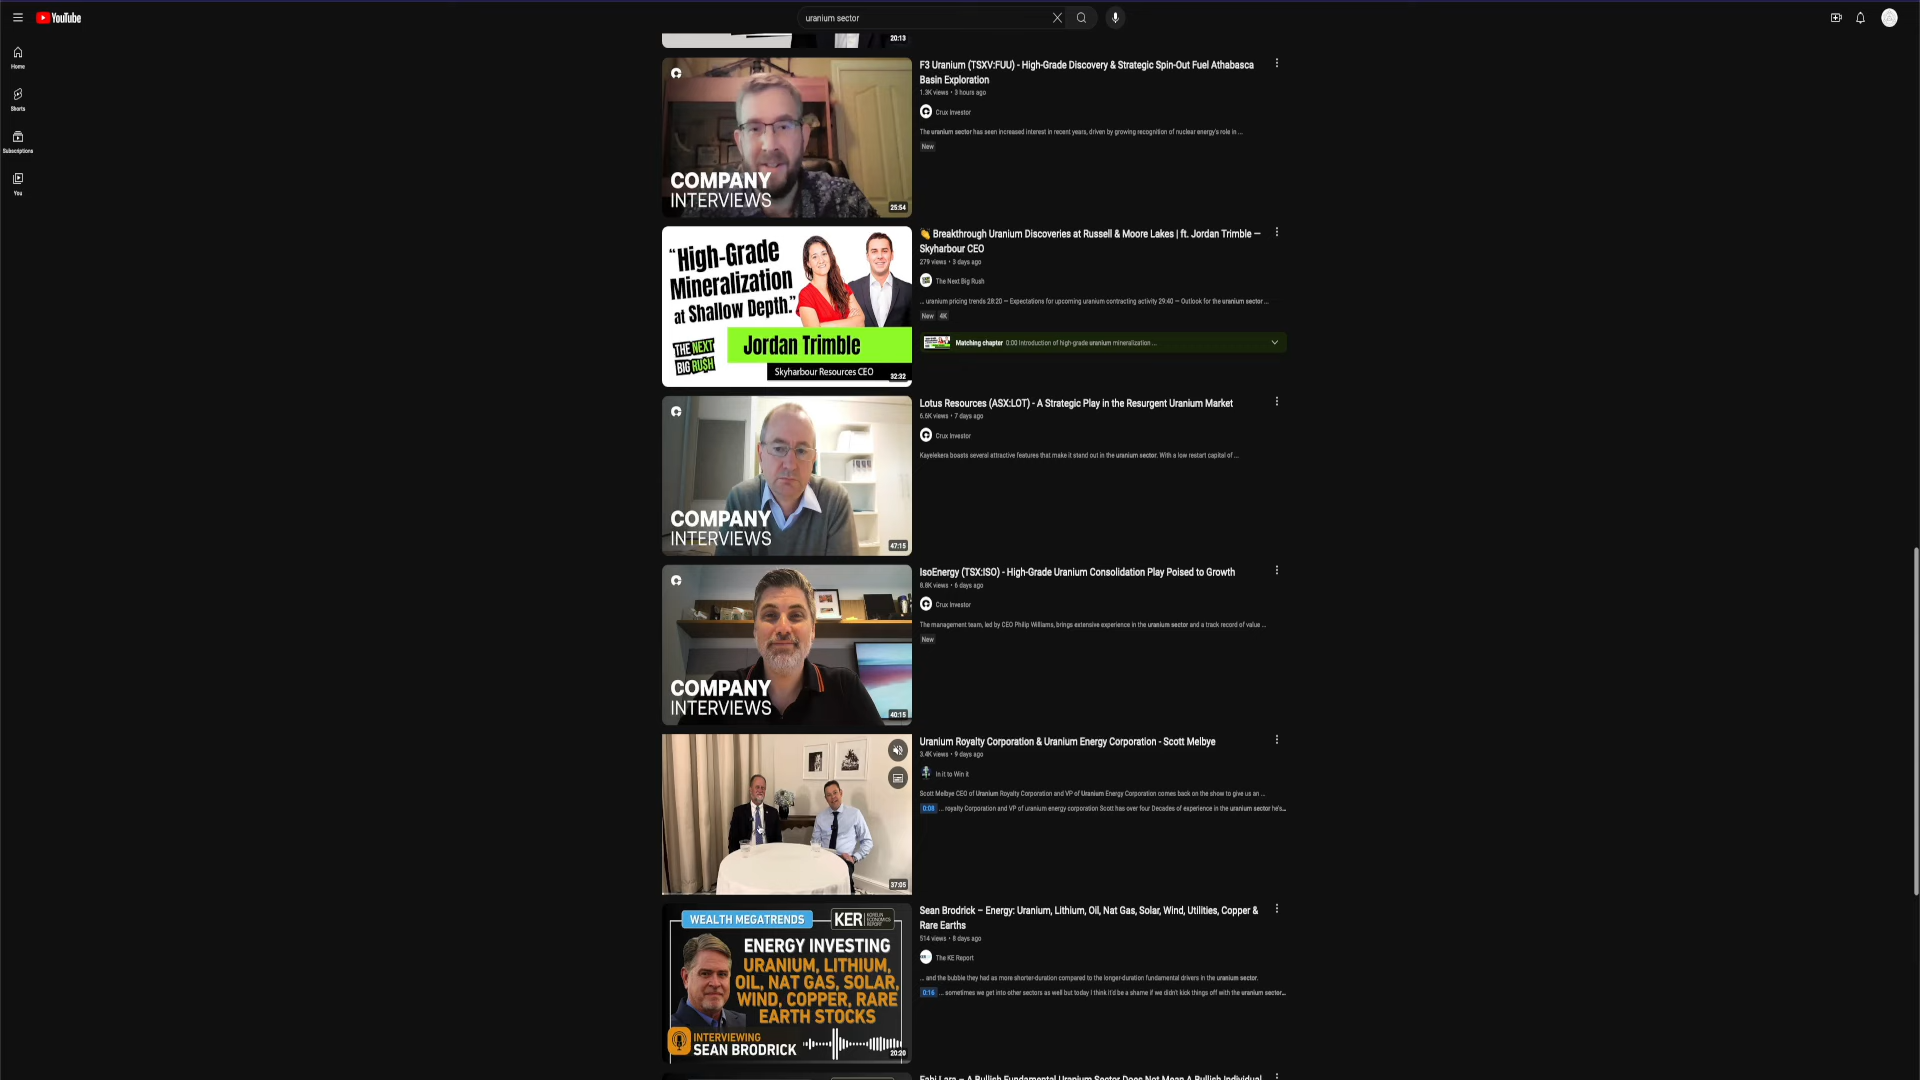 YouTube
uranium sector
Home
Shorts
Subscriptions
You
20:13
COMPANY
INTERVIEWS
25:54
F3 Uranium (TSXV:FUU) - High-Grade Discovery & Strategic Spin-Out Fuel Athabasca
Basin Exploration
1.3K views • 3 hours ago
Crux Investor
The uranium sector has seen increased interest in recent years, driven by growing recognition of nuclear energy's role in ...
New
"High-Grade
Mineralization
at Shallow Depth."
THE NEXT
BIG RUSH
Jordan Trimble
Skyharbour Resources CEO
32:32
👏 Breakthrough Uranium Discoveries at Russell & Moore Lakes | ft. Jordan Trimble —
Skyharbour CEO
279 views • 3 days ago
The Next Big Rush
... uranium pricing trends 28:20 – Expectations for upcoming uranium contracting activity 29:40 – Outlook for the uranium sector ...
New 4K
Matching chapter 0:00 Introduction of high-grade uranium mineralization ...
COMPANY
INTERVIEWS
47:15
Lotus Resources (ASX:LOT) - A Strategic Play in the Resurgent Uranium Market
6.6K views • 7 days ago
Crux Investor
Kayelekera boasts several attractive features that make it stand out in the uranium sector. With a low restart capital of ...
COMPANY
INTERVIEWS
40:15
IsoEnergy (TSX:ISO) - High-Grade Uranium Consolidation Play Poised to Growth
8.8K views • 6 days ago
Crux Investor
The management team, led by CEO Philip Williams, brings extensive experience in the uranium sector and a track record of value ...
New
37:05
Uranium Royalty Corporation & Uranium Energy Corporation - Scott Melbye
3.4K views • 9 days ago
In it to Win it
Scott Melbye CEO of Uranium Royalty Corporation and VP of Uranium Energy Corporation comes back on the show to give us an ...
0:08 ... royalty Corporation and VP of uranium energy corporation Scott has over four Decades of experience in the uranium sector he's...
WEALTH MEGATRENDS
KER KORELIN ECONOMICS REPORT
ENERGY INVESTING
URANIUM, LITHIUM,
OIL, NAT GAS, SOLAR,
WIND, COPPER, RARE
EARTH STOCKS
INTERVIEWING
SEAN BRODRICK
20:20
Sean Brodrick – Energy: Uranium, Lithium, Oil, Nat Gas, Solar, Wind, Utilities, Copper &
Rare Earths
514 views • 8 days ago
The KE Report
... and the bubble they had as more shorter-duration compared to the longer-duration fundamental drivers in the uranium sector.
0:16 ... sometimes we get into other sectors as well but today I think it'd be a shame if we didn't kick things off with the uranium sector...
Fabi Lara – A Bullish Fundamental Uranium Sector Does Not Mean A Bullish Individual